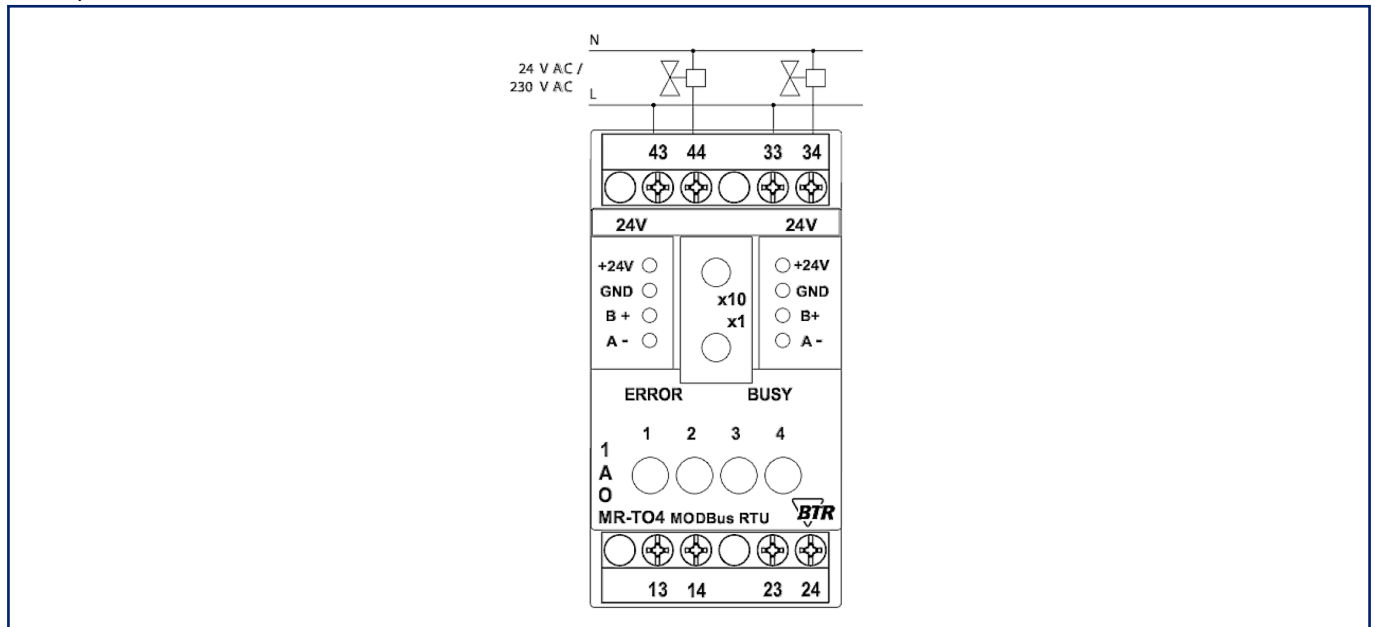 N
24 V AC /
230 V AC
L
43 44 33 34
24V 24V
+24V +24V
GND GND
x10
B + B+
x1
A - A-
ERROR BUSY
1 2 3 4
1
A
O
MR-TO4 MODBus RTU BTR
13 14 23 24